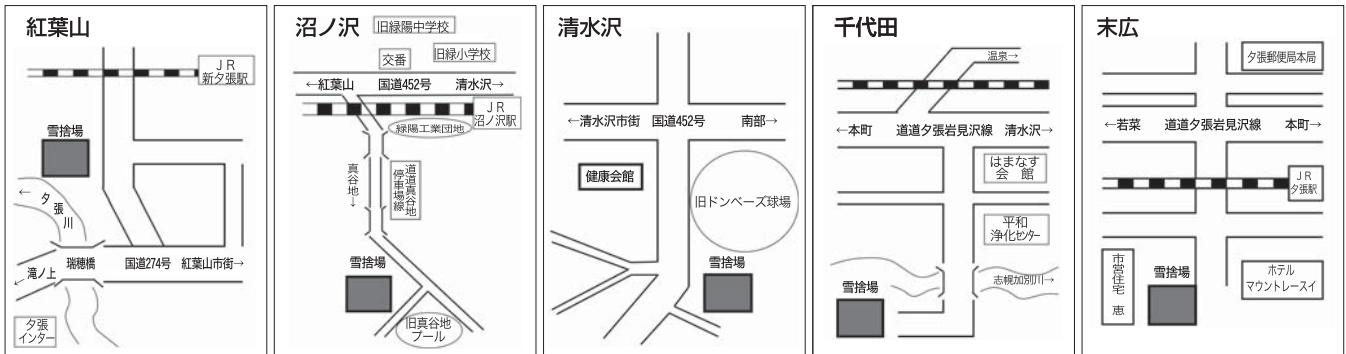 紅葉山
JR
新夕張駅
雪捨場
←
夕張川
瑞穂橋
国道274号
紅葉山市街→
←滝ノ上
夕張
インター
沼ノ沢
旧緑陽中学校
旧緑小学校
交番
←紅葉山 国道452号 清水沢→
JR
沼ノ沢駅
緑陽工業団地
真谷地→
道道真谷地
停車場線
雪捨場
旧真谷地
プール
清水沢
←清水沢市街 国道452号 南部→
健康会館
旧ドンベーズ球場
雪捨場
千代田
温泉→
←本町 道道夕張岩見沢線 清水沢→
はまなす
会館
平和
浄化センター
志幌加別川→
雪捨場
末広
夕張郵便局本局
←若菜 道道夕張岩見沢線 本町→
JR
夕張駅
市営住宅 恵
雪捨場
ホテル
マウントレースイ